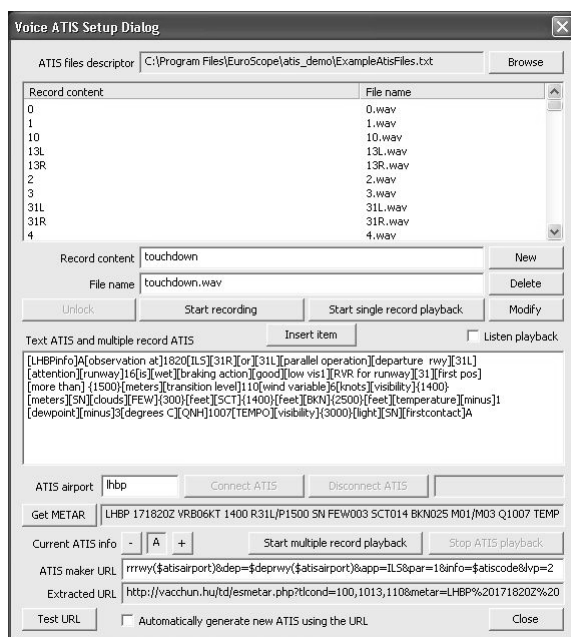 Voice ATIS Setup Dialog
ATIS files descriptor C:\Program Files\EuroScope\atis_demo\ExampleAtisFiles.txt Browse
Record content File name
0 0.wav
1 1.wav
10 10.wav
13L 13L.wav
13R 13R.wav
2 2.wav
3 3.wav
31L 31L.wav
31R 31R.wav
4 4.wav
Record content touchdown New
File name touchdown.wav Delete
Unlock Start recording Start single record playback Modify
Text ATIS and multiple record ATIS Insert item Listen playback
[LHBPinfo]A[observation at]1820[ILS][31R][or][31L][parallel operation][departure rwy][31L]
[attention][runway]16[is][wet][braking action][good][low vis1][RVR for runway][31][first pos]
[more than] {1500}[meters][transition level]110[wind variable]6[knots][visibility]{1400}
[meters][SN][clouds][FEW]{300}[feet][SCT]{1400}[feet][BKN]{2500}[feet][temperature][minus]1
[dewpoint][minus]3[degrees C][QNH]1007[TEMPO][visibility]{3000}[light][SN][firstcontact]A
ATIS airport lhbp Connect ATIS Disconnect ATIS
Get METAR LHBP 171820Z VRB06KT 1400 R31L/P1500 SN FEW003 SCT014 BKN025 M01/M03 Q1007 TEMP
Current ATIS info - A + Start multiple record playback Stop ATIS playback
ATIS maker URL rrrwy($atisairport)&dep=$deprwy($atisairport)&app=ILS&par=1&info=$atiscode&lvp=2
Extracted URL http://vacchun.hu/td/esmetar.php?tlcond=100,1013,110&metar=LHBP%20171820Z%20
Test URL Automatically generate new ATIS using the URL Close